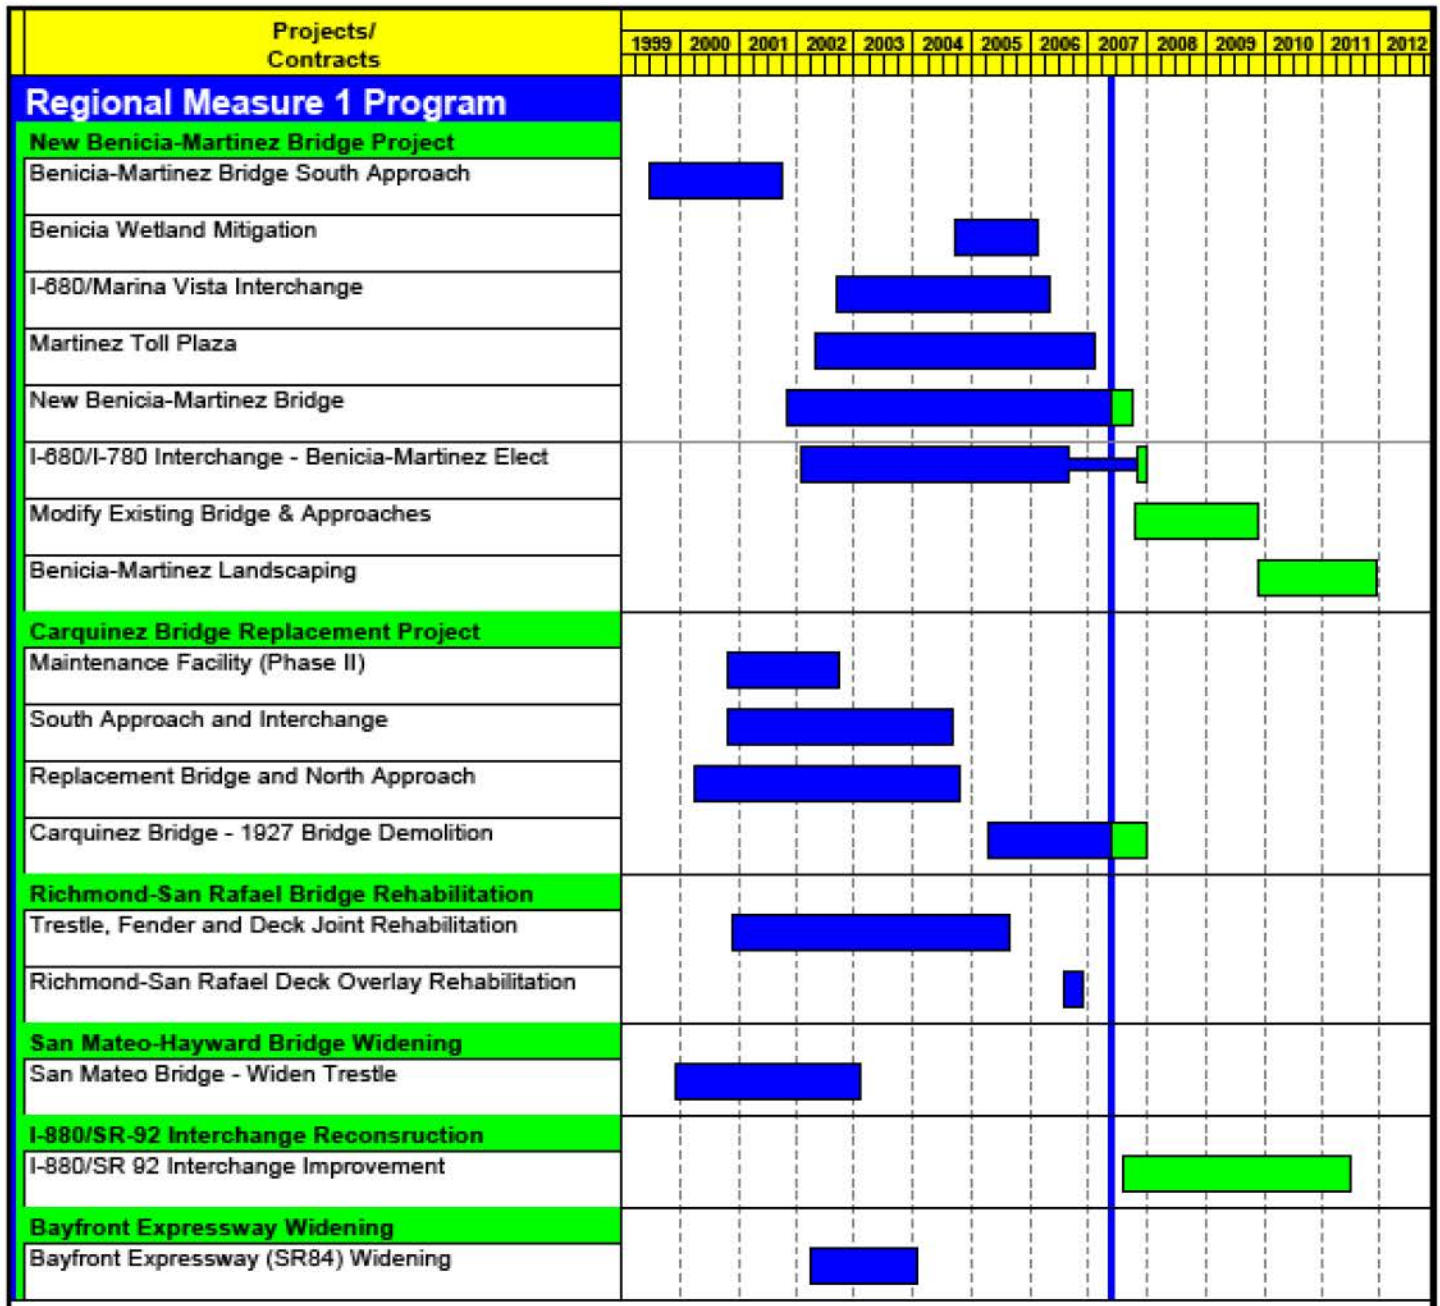 Projects/
Contracts
1999 2000 2001 2002 2003 2004 2005 2006 2007 2008 2009 2010 2011 2012
Regional Measure 1 Program
New Benicia-Martinez Bridge Project
Benicia-Martinez Bridge South Approach
Benicia Wetland Mitigation
I-680/Marina Vista Interchange
Martinez Toll Plaza
New Benicia-Martinez Bridge
I-680/I-780 Interchange - Benicia-Martinez Elect
Modify Existing Bridge & Approaches
Benicia-Martinez Landscaping
Carquinez Bridge Replacement Project
Maintenance Facility (Phase II)
South Approach and Interchange
Replacement Bridge and North Approach
Carquinez Bridge - 1927 Bridge Demolition
Richmond-San Rafael Bridge Rehabilitation
Trestle, Fender and Deck Joint Rehabilitation
Richmond-San Rafael Deck Overlay Rehabilitation
San Mateo-Hayward Bridge Widening
San Mateo Bridge - Widen Trestle
I-880/SR-92 Interchange Reconsruction
I-880/SR 92 Interchange Improvement
Bayfront Expressway Widening
Bayfront Expressway (SR84) Widening